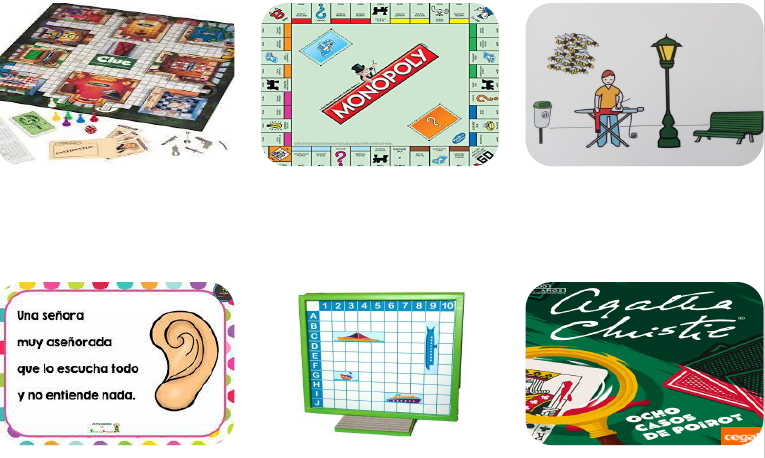 Clue
MONOPOLY
GO
Una señora
muy aseñorada
que lo escucha todo
y no entiende nada.
1 2 3 4 5 6 7 8 9 10
A
B
C
D
E
F
G
H
I
J
Agatha
Christie®
OCHO
CASOS
DE POIROT